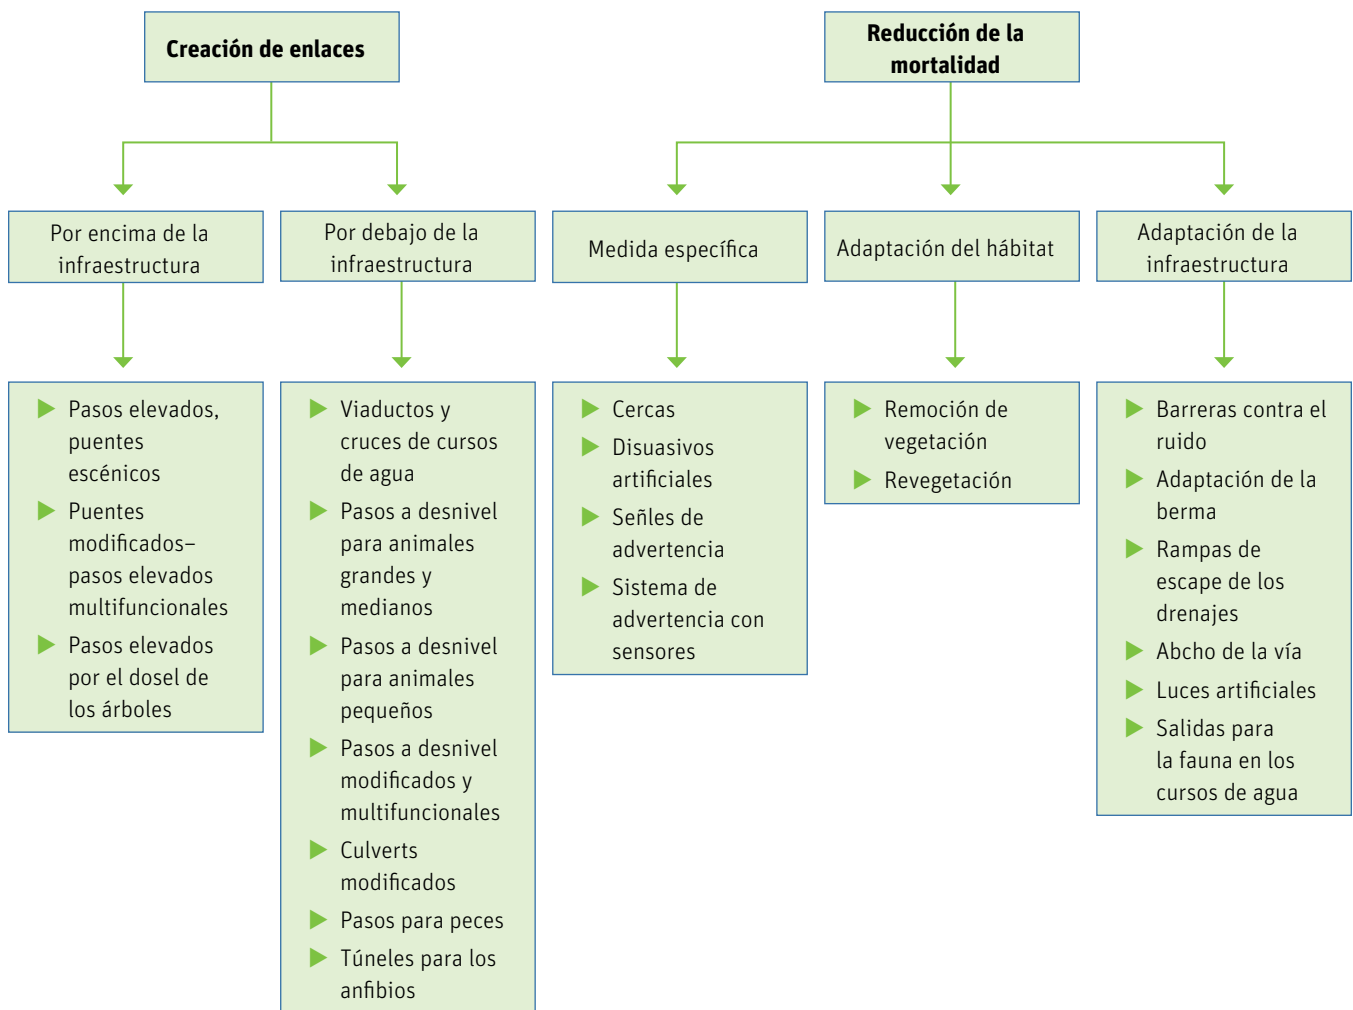 Creación de enlaces
Reducción de la
mortalidad
Por encima de la
infraestructura
Por debajo de la
infraestructura
Medida específica
Adaptación del hábitat
Adaptación de la
infraestructura
Pasos elevados,
puentes
escénicos
Puentes
modificados–
pasos elevados
multifuncionales
Pasos elevados
por el dosel de
los árboles
Viaductos y
cruces de cursos
de agua
Pasos a desnivel
para animales
grandes y
medianos
Pasos a desnivel
para animales
pequeños
Pasos a desnivel
modificados y
multifuncionales
Culverts
modificados
Pasos para peces
Túneles para los
anfibios
Cercas
Disuasivos
artificiales
Señles de
advertencia
Sistema de
advertencia con
sensores
Remoción de
vegetación
Revegetación
Barreras contra el
ruido
Adaptación de la
berma
Rampas de
escape de los
drenajes
Abcho de la vía
Luces artificiales
Salidas para
la fauna en los
cursos de agua